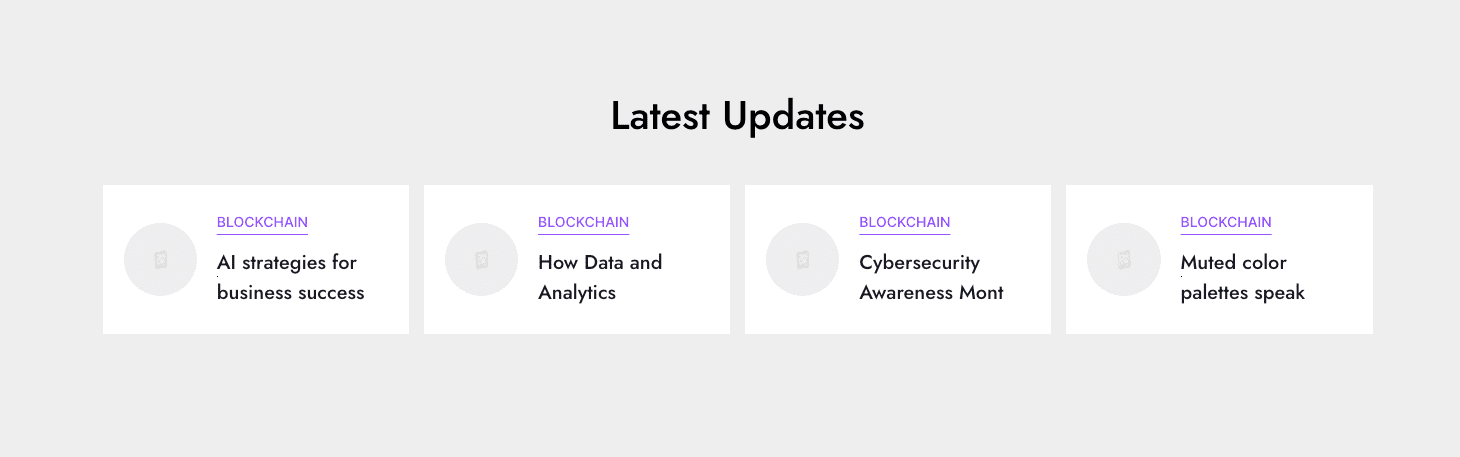 Latest Updates
BLOCKCHAIN
AI strategies for
business success
BLOCKCHAIN
How Data and
Analytics
BLOCKCHAIN
Cybersecurity
Awareness Mont
BLOCKCHAIN
Muted color
palettes speak